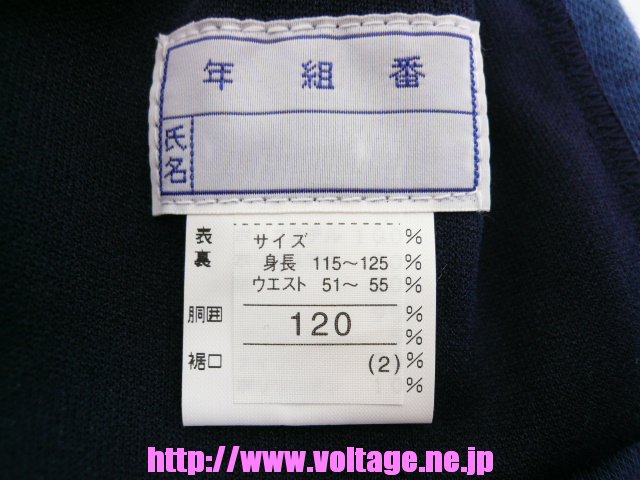 年 組 番
氏名
表 %
裏
サイズ
身長 115～125 %
ウエスト 51～ 55 %
胴囲 120 %
%
裾口 (2) %
%
http://www.voltage.ne.jp